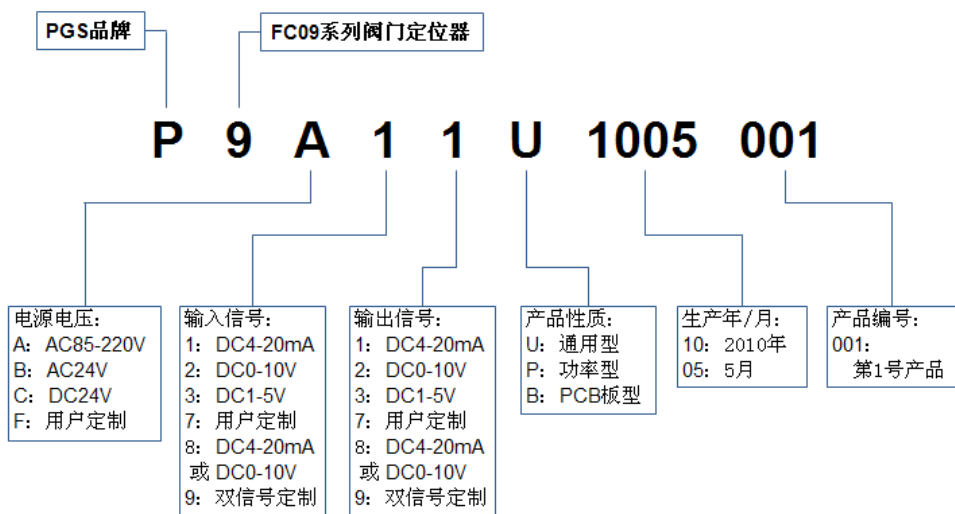 PGS品牌
FC09系列阀门定位器
P 9 A 1 1 U 1005 001
电源电压:
A: AC85-220V
B: AC24V
C: DC24V
F: 用户定制
输入信号:
1: DC4-20mA
2: DC0-10V
3: DC1-5V
7: 用户定制
8: DC4-20mA
或 DC0-10V
9: 双信号定制
输出信号:
1: DC4-20mA
2: DC0-10V
3: DC1-5V
7: 用户定制
8: DC4-20mA
或 DC0-10V
9: 双信号定制
产品性质:
U: 通用型
P: 功率型
B: PCB板型
生产年/月:
10: 2010年
05: 5月
产品编号:
001:
第1号产品